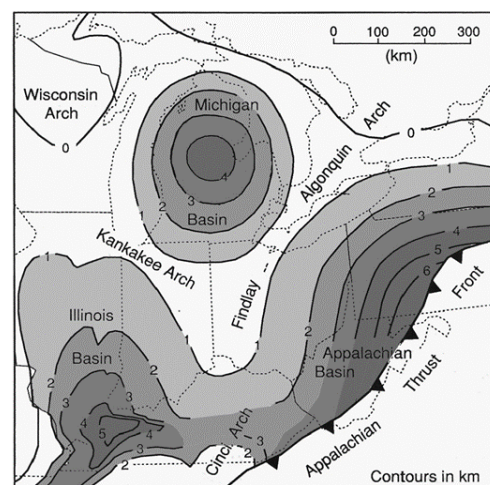 0 100 200 300
(km)
Wisconsin
Arch
0
Michigan
4
3
2
1
Basin
Algonquin
Arch
0
Kankakee Arch
Findlay
1
2
3
4
5
6
Front
Thrust
Appalachian
1
Illinois
Basin
2
3
4
5
1
2
3
4
3
2
1
2
Appalachian
Basin
Arch
3
2
Contours in km